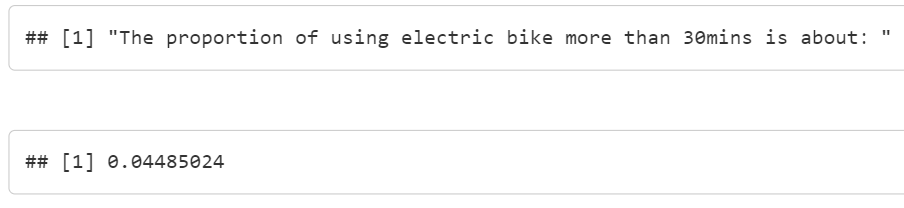 ## [1] "The proportion of using electric bike more than 30mins is about: "
## [1] 0.04485024